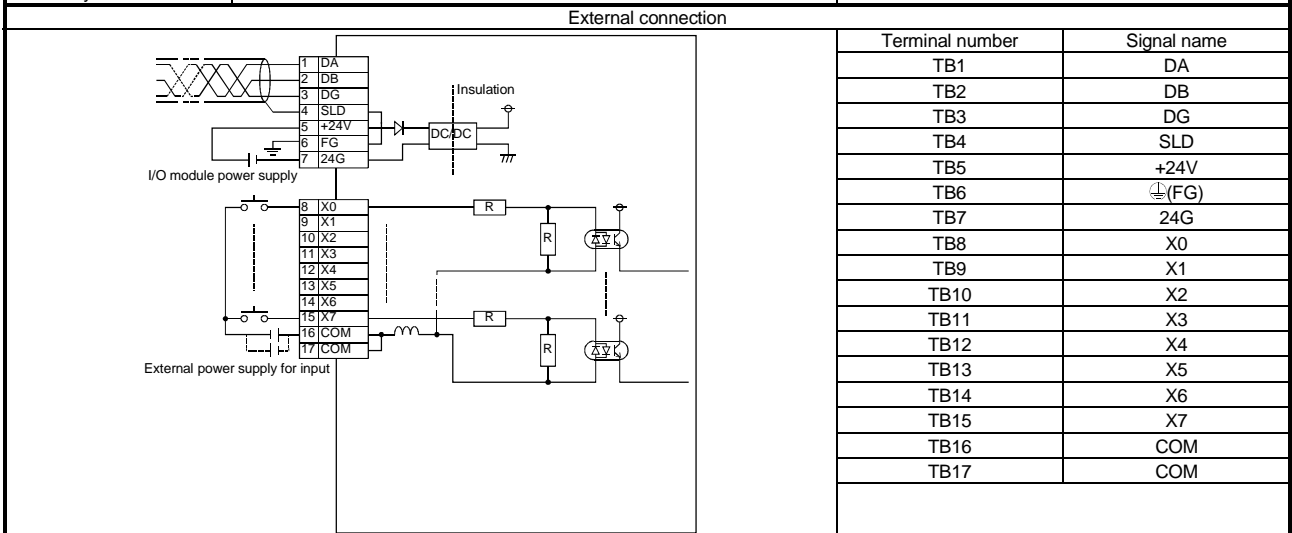 External connection
1 DA
2 DB
3 DG
4 SLD
5 +24V
6 FG
7 24G
Insulation
DC/DC
I/O module power supply
8 X0
9 X1
10 X2
11 X3
12 X4
13 X5
14 X6
15 X7
16 COM
17 COM
R
R
R
R
External power supply for input
Terminal number Signal name
TB1 DA
TB2 DB
TB3 DG
TB4 SLD
TB5 +24V
TB6 (FG)
TB7 24G
TB8 X0
TB9 X1
TB10 X2
TB11 X3
TB12 X4
TB13 X5
TB14 X6
TB15 X7
TB16 COM
TB17 COM